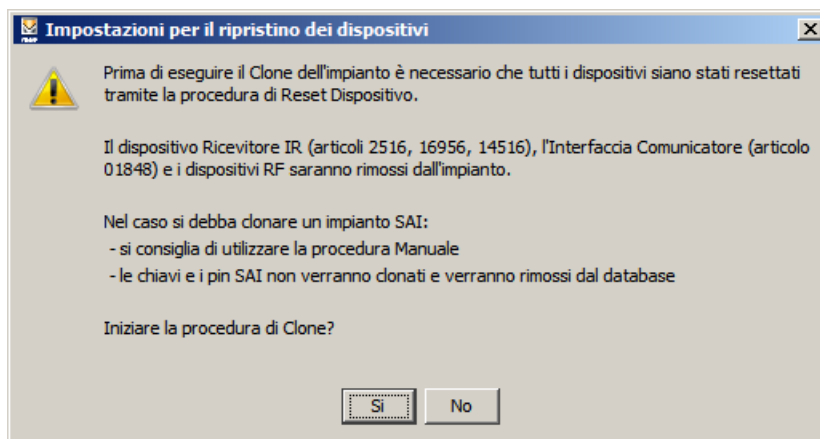 Impostazioni per il ripristino dei dispositivi
Prima di eseguire il Clone dell'impianto è necessario che tutti i dispositivi siano stati resettati
tramite la procedura di Reset Dispositivo.
Il dispositivo Ricevitore IR (articoli 2516, 16956, 14516), l'Interfaccia Comunicatore (articolo
01848) e i dispositivi RF saranno rimossi dall'impianto.
Nel caso si debba clonare un impianto SAI:
- si consiglia di utilizzare la procedura Manuale
- le chiavi e i pin SAI non verranno clonati e verranno rimossi dal database
Iniziare la procedura di Clone?
Si No